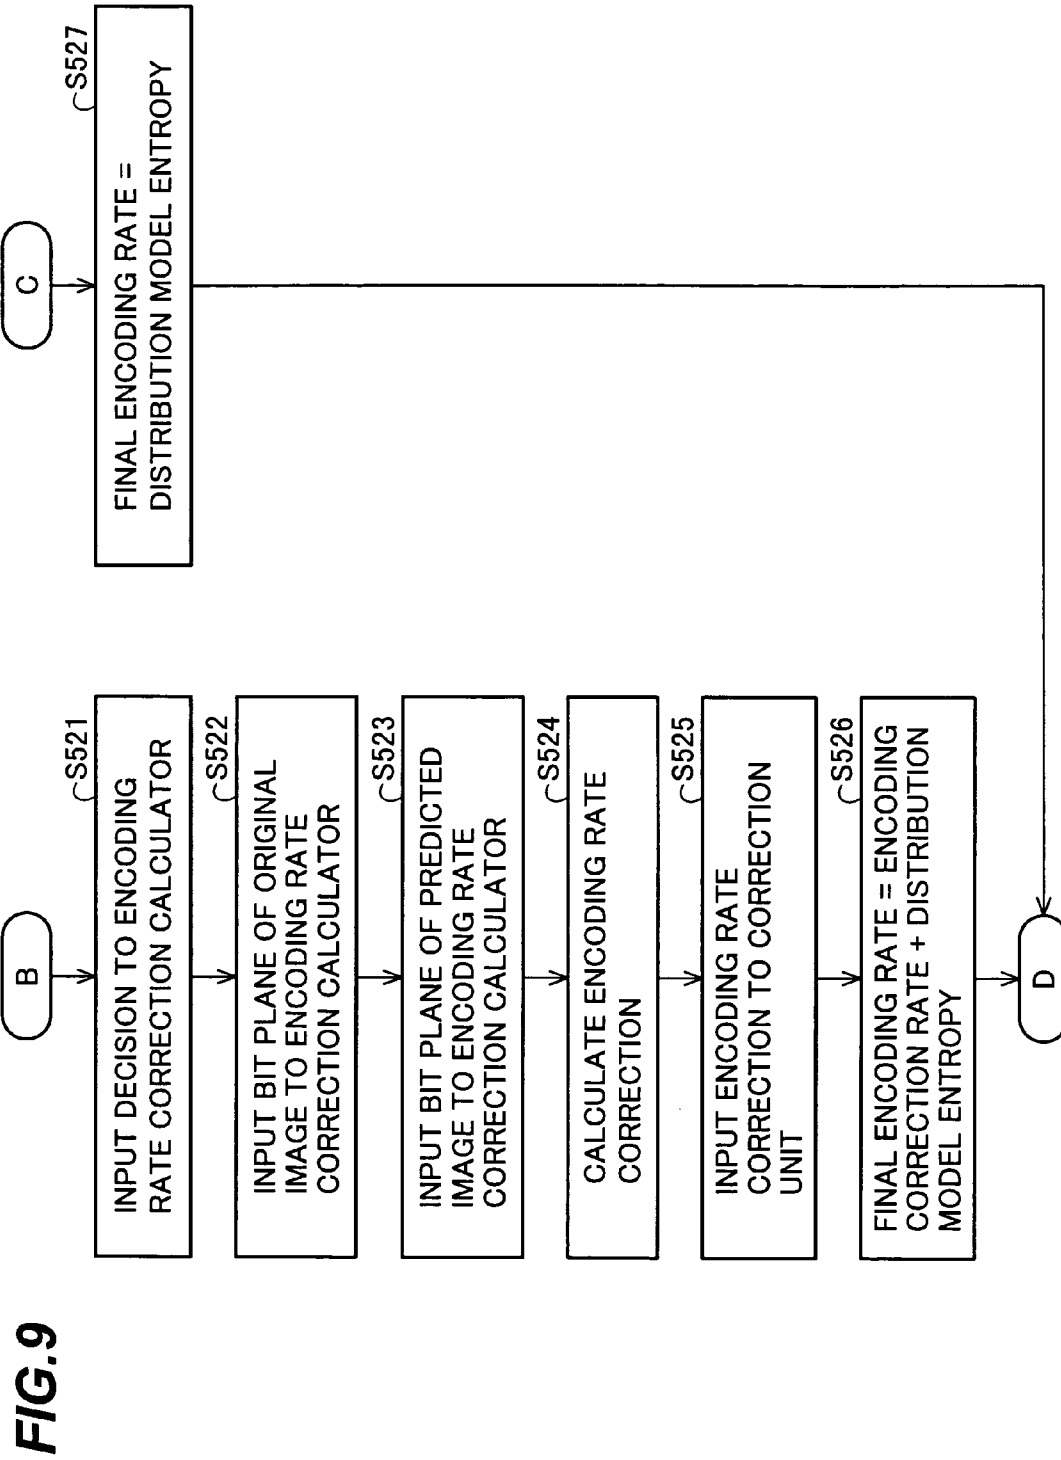 FIG.9
B
S521
INPUT DECISION TO ENCODING
RATE CORRECTION CALCULATOR
S522
INPUT BIT PLANE OF ORIGINAL
IMAGE TO ENCODING RATE
CORRECTION CALCULATOR
S523
INPUT BIT PLANE OF PREDICTED
IMAGE TO ENCODING RATE
CORRECTION CALCULATOR
S524
CALCULATE ENCODING RATE
CORRECTION
S525
INPUT ENCODING RATE
CORRECTION TO CORRECTION
UNIT
S526
FINAL ENCODING RATE = ENCODING
CORRECTION RATE + DISTRIBUTION
MODEL ENTROPY
C
S527
FINAL ENCODING RATE =
DISTRIBUTION MODEL ENTROPY
D